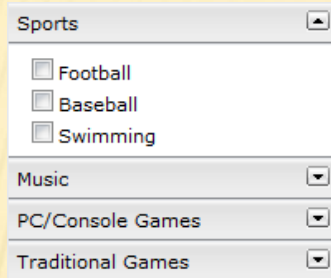 Sports
Football
Baseball
Swimming
Music
PC/Console Games
Traditional Games